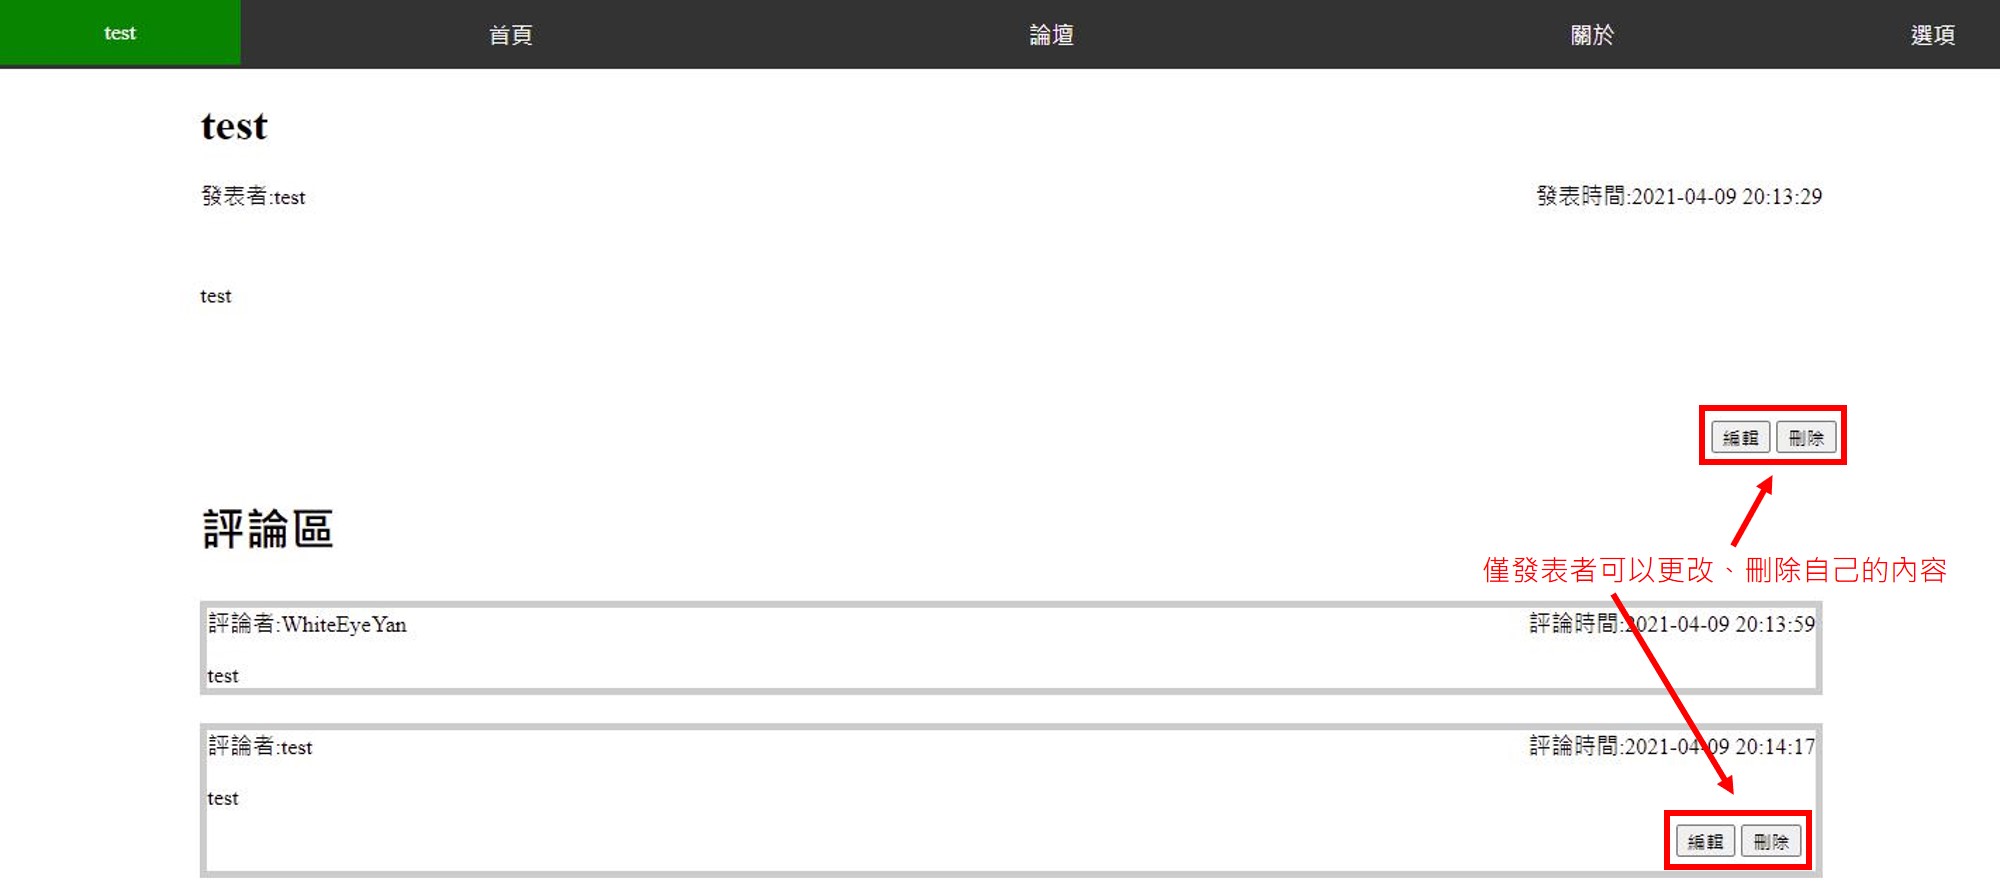 test 首頁 論壇 關於 選項
test
發表者:test 發表時間:2021-04-09 20:13:29
test
編輯 刪除
評論區
僅發表者可以更改、刪除自己的內容
評論者:WhiteEyeYan 評論時間:2021-04-09 20:13:59
test
評論者:test 評論時間:2021-04-09 20:14:17
test
編輯 刪除